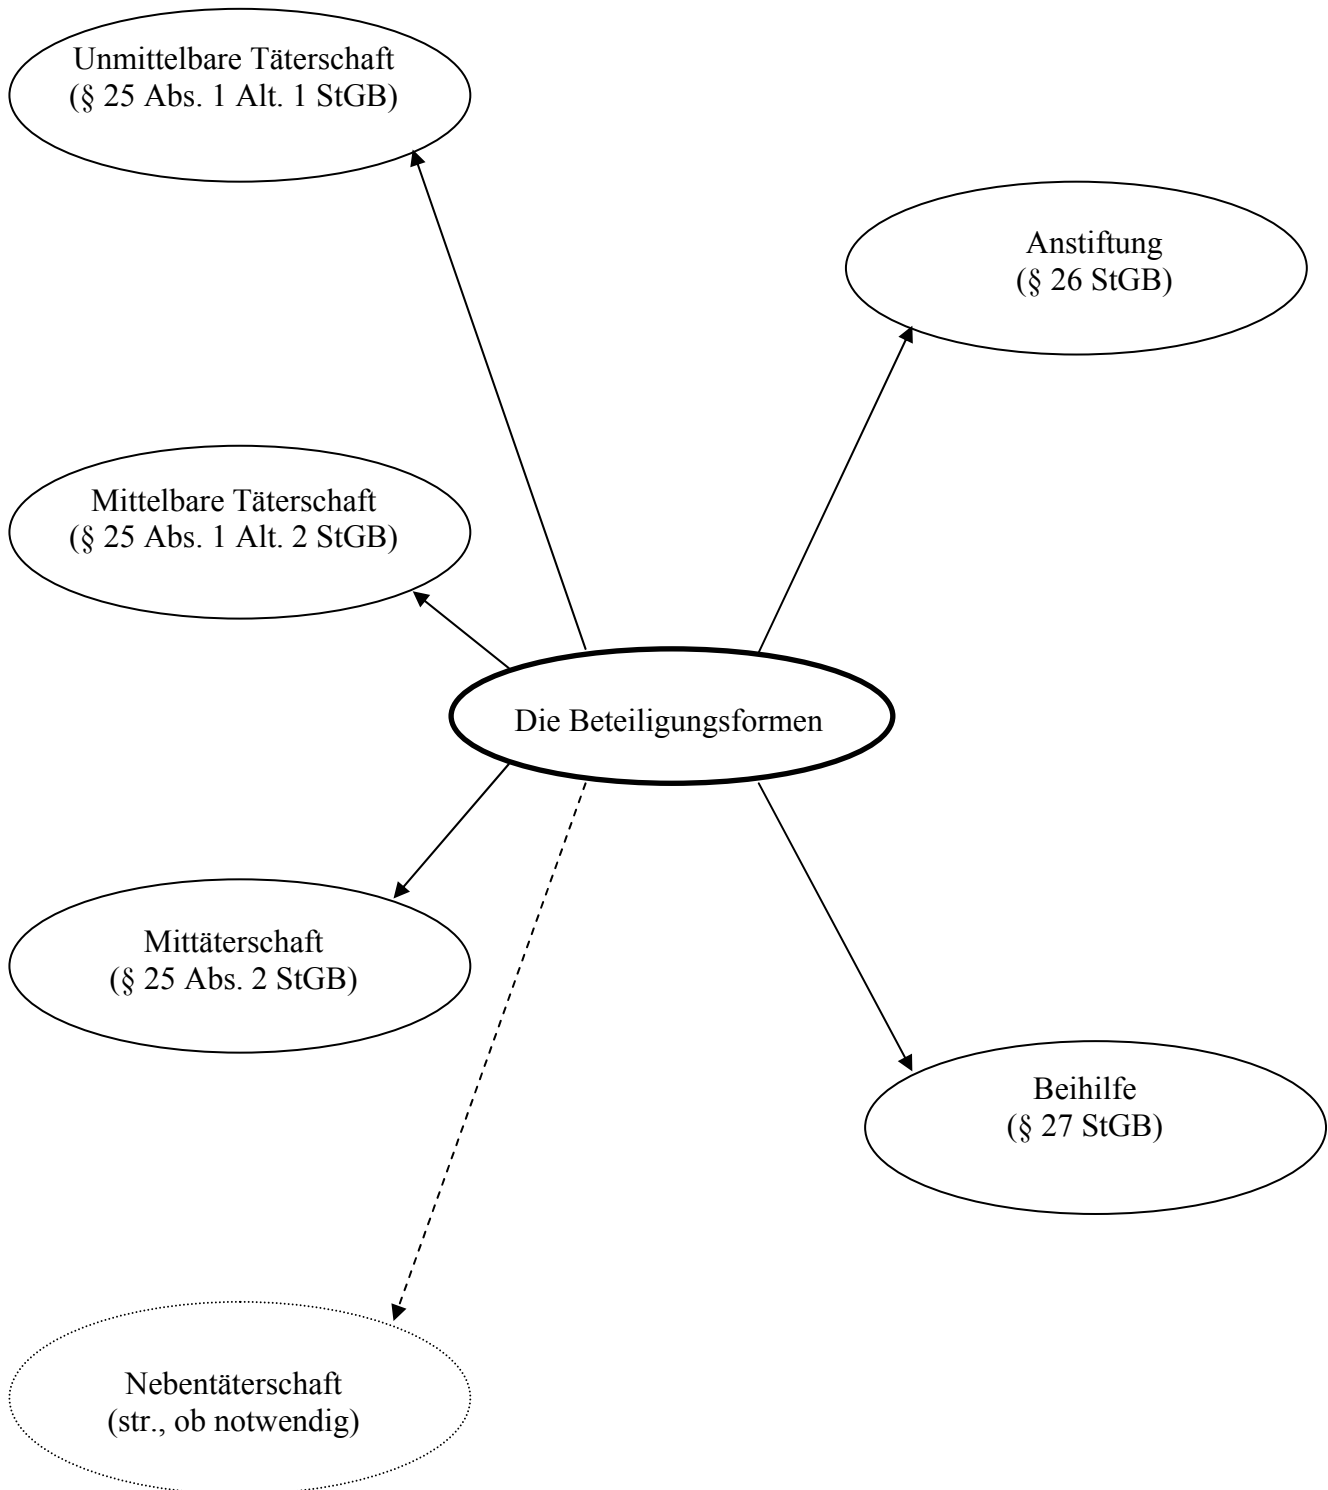 Unmittelbare Täterschaft
(§ 25 Abs. 1 Alt. 1 StGB)
Anstiftung
(§ 26 StGB)
Mittelbare Täterschaft
(§ 25 Abs. 1 Alt. 2 StGB)
Die Beteiligungsformen
Mittäterschaft
(§ 25 Abs. 2 StGB)
Beihilfe
(§ 27 StGB)
Nebentäterschaft
(str., ob notwendig)